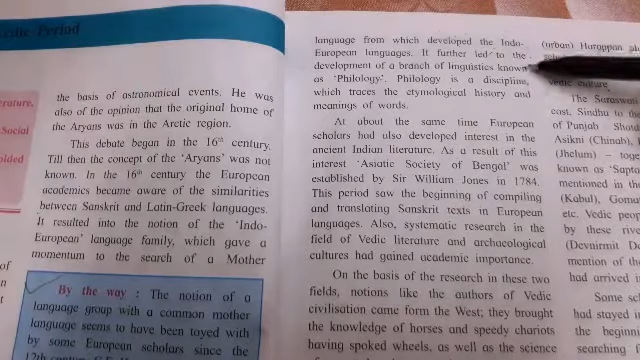 Period
the basis of astronomical events. He was
also of the opinion that the original home of
the Aryans was in the Arctic region.
This debate began in the 16th century.
Till then the concept of the 'Aryans' was not
known. In the 16th century the European
academics became aware of the similarities
between Sanskrit and Latin-Greek languages.
It resulted into the notion of the 'Indo-
European' language family, which gave a
momentum to the search of a Mother
By the way : The notion of a
language group with a common mother
language seems to have been toyed with
by some European scholars since the
12th century
Social
of
language from which developed the Indo-
European languages. It further led to the
development of a branch of linguistics known
as 'Philology'. Philology is a discipline,
which traces the etymological history and
meanings of words.
At about the same time European
scholars had also developed interest in the
ancient Indian literature. As a result of this
interest 'Asiatic Society of Bengal' was
established by Sir William Jones in 1784.
This period saw the beginning of compiling
and translating Sanskrit texts in European
languages. Also, systematic research in the
field of Vedic literature and archaeological
cultures had gained academic importance.
On the basis of the research in these two
fields, notions like the authors of Vedic
civilisation came form the West; they brought
the knowledge of horses and speedy chariots
having spoked wheels, as well as the science
(urban) Harappan
Vedic culture
The Saraswati
cost. Sindhu to the
of Punjab
Asikni (Chinab),
(Jhelum) – toge
known as 'Sapta
mentioned in the
(Kabul), Goma
etc. Vedic peop
by these rive
(Devnirmit De
mention of the
had arrived
Some sc
had stayed in
the beginni
searching f